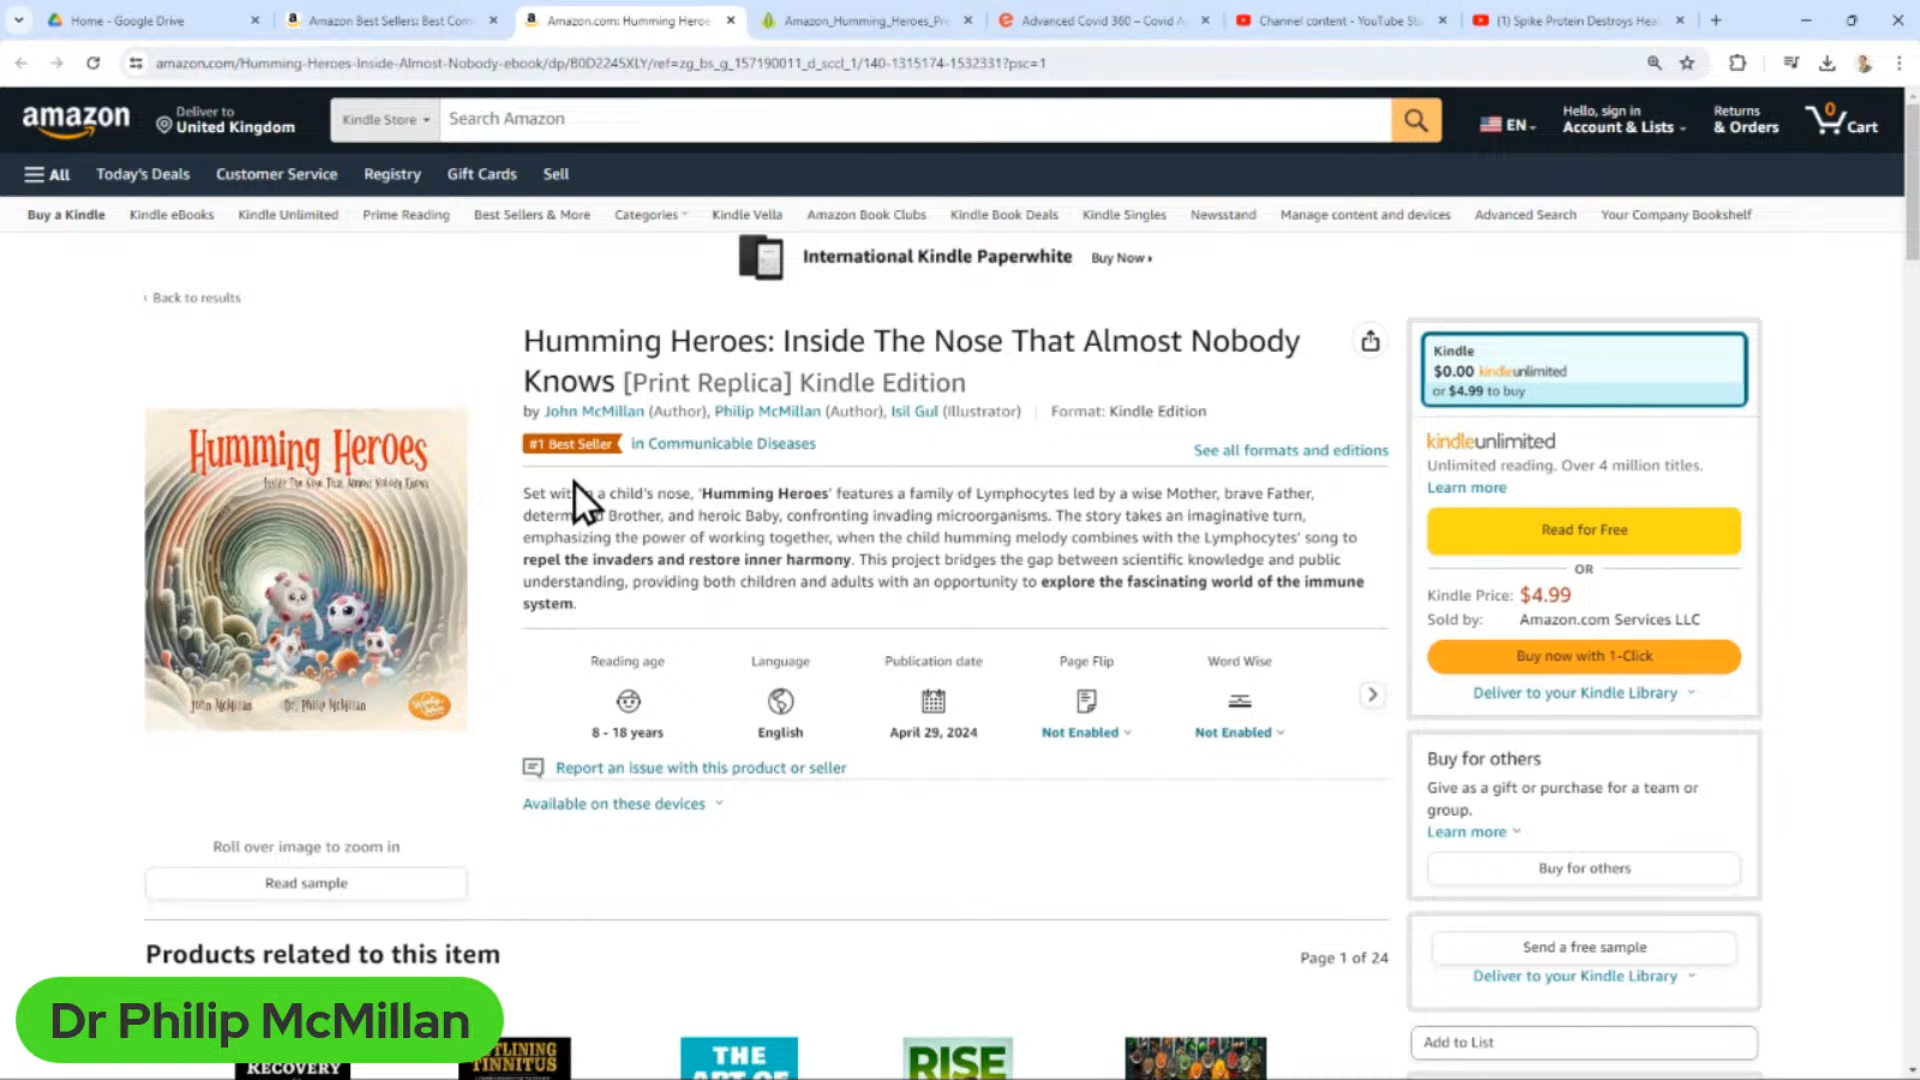 Home - Google Drive
Amazon Best Sellers: Best Com
Amazon.com: Humming Heroe
Amazon_Humming_Heroes_Pre
Advanced Covid 360 – Covid A
Channel content - YouTube Stu
(1) Spike Protein Destroys Hea
amazon.com/Humming-Heroes-Inside-Almost-Nobody-ebook/dp/B0D2245XLY/ref=zg_bs_g_157190011_d_sccl_1/140-1315174-1532331?psc=1
amazon
Deliver to
United Kingdom
Kindle Store
Search Amazon
EN
Hello, sign in
Account & Lists
Returns
& Orders
0
Cart
All
Today's Deals
Customer Service
Registry
Gift Cards
Sell
Buy a Kindle
Kindle eBooks
Kindle Unlimited
Prime Reading
Best Sellers & More
Categories
Kindle Vella
Amazon Book Clubs
Kindle Book Deals
Kindle Singles
Newsstand
Manage content and devices
Advanced Search
Your Company Bookshelf
International Kindle Paperwhite Buy Now
‹ Back to results
Humming Heroes
Inside The Nose That Almost Nobody Knows
John McMillan Dr. Philip McMillan
Roll over image to zoom in
Read sample
Humming Heroes: Inside The Nose That Almost Nobody
Knows [Print Replica] Kindle Edition
by John McMillan (Author), Philip McMillan (Author), Isil Gul (Illustrator) | Format: Kindle Edition
#1 Best Seller in Communicable Diseases
See all formats and editions
Set a child's nose, 'Humming Heroes' features a family of Lymphocytes led by a wise Mother, brave Father,
Brother, and heroic Baby, confronting invading microorganisms. The story takes an imaginative turn,
emphasizing the power of working together, when the child humming melody combines with the Lymphocytes' song to
repel the invaders and restore inner harmony. This project bridges the gap between scientific knowledge and public
understanding, providing both children and adults with an opportunity to explore the fascinating world of the immune
system.
Reading age
8 - 18 years
Language
English
Publication date
April 29, 2024
Page Flip
Not Enabled
Word Wise
Not Enabled
Report an issue with this product or seller
Available on these devices
Kindle
$0.00 kindleunlimited
or $4.99 to buy
kindleunlimited
Unlimited reading. Over 4 million titles.
Learn more
Read for Free
OR
Kindle Price: $4.99
Sold by: Amazon.com Services LLC
Buy now with 1-Click
Deliver to your Kindle Library
Buy for others
Give as a gift or purchase for a team or
group.
Learn more
Buy for others
Send a free sample
Deliver to your Kindle Library
Add to List
Products related to this item
Page 1 of 24
Dr Philip McMillan
RECOVERY
TINNITUS
THE
ART OF
RISE